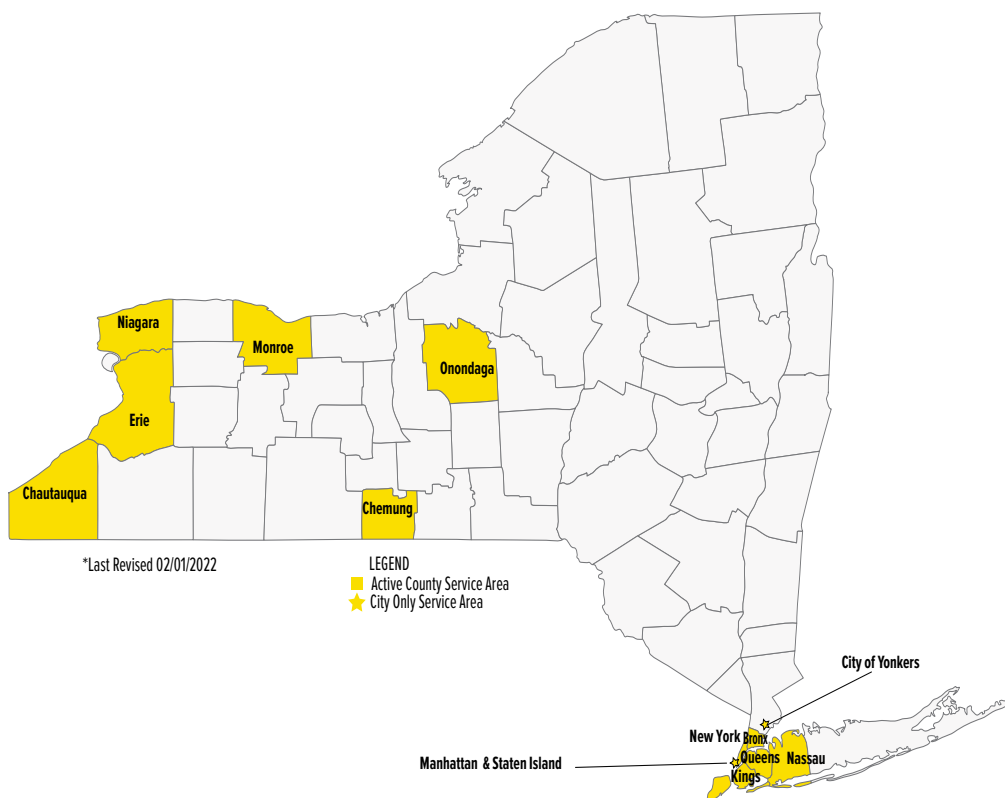 Niagara
Monroe
Onondaga
Erie
Chautauqua
Chemung
*Last Revised 02/01/2022
LEGEND
Active County Service Area
City Only Service Area
City of Yonkers
New York
Bronx
Queens
Nassau
Manhattan & Staten Island
Kings